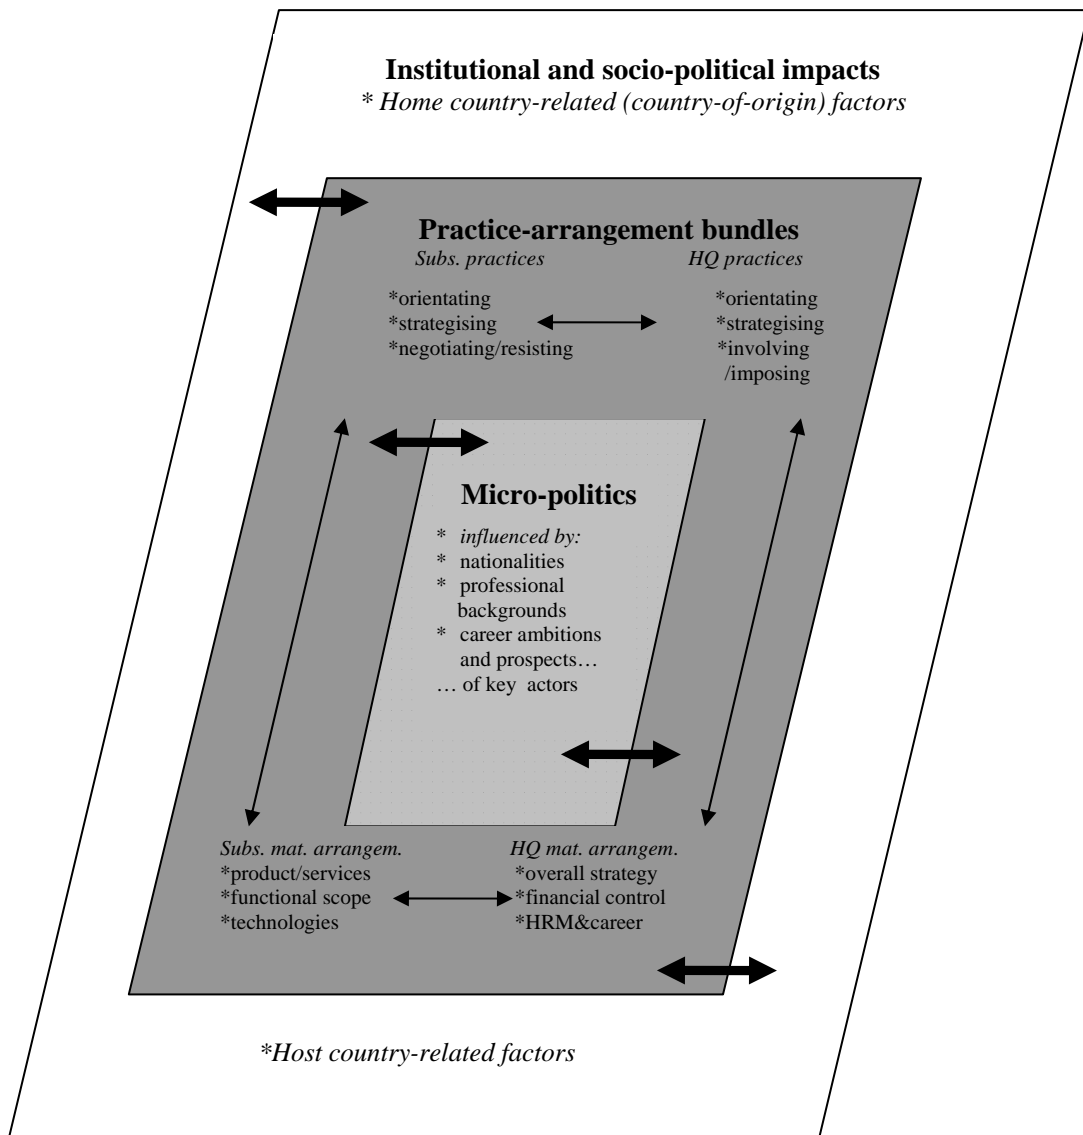 Institutional and socio-political impacts
* Home country-related (country-of-origin) factors
Practice-arrangement bundles
Subs. practices
HQ practices
*orientating
*strategising
*negotiating/resisting
*orientating
*strategising
*involving
/imposing
Micro-politics
* influenced by:
* nationalities
* professional
backgrounds
* career ambitions
and prospects…
… of key actors
Subs. mat. arrangem.
*product/services
*functional scope
*technologies
HQ mat. arrangem.
*overall strategy
*financial control
*HRM&career
*Host country-related factors